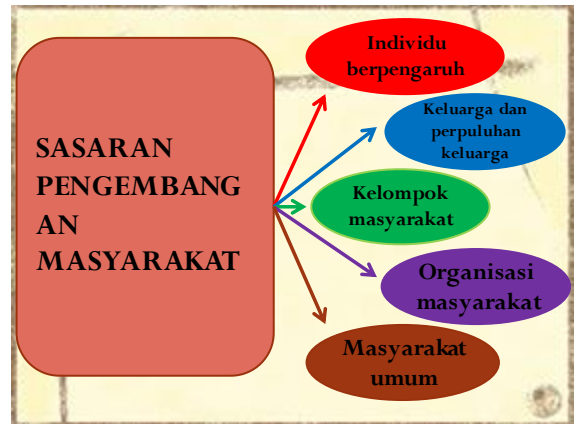 SASARAN
PENGEMBANG
AN
MASYARAKAT
Individu
berpengaruh
Keluarga dan
perpuluhan
keluarga
Kelompok
masyarakat
Organisasi
masyarakat
Masyarakat
umum